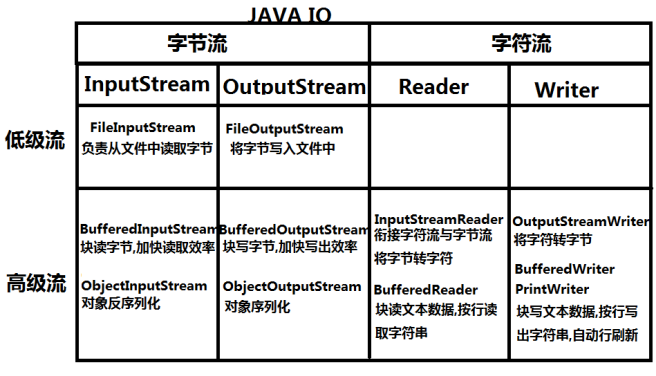 JAVA IO
字节流
字符流
InputStream
OutputStream
Reader
Writer
低级流
FileInputStream
负责从文件中读取字节
FileOutputStream
将字节写入文件中
高级流
BufferedInputStream
块读字节,加快读取效率
ObjectInputStream
对象反序列化
BufferedOutputStream
块写字节,加快写出效率
ObjectOutputStream
对象序列化
InputStreamReader
衔接字符流与字节流
将字节转字符
BufferedReader
块读文本数据,按行读
取字符串
OutputStreamWriter
将字符转字节
BufferedWriter
PrintWriter
块写文本数据,按行写
出字符串,自动行刷新